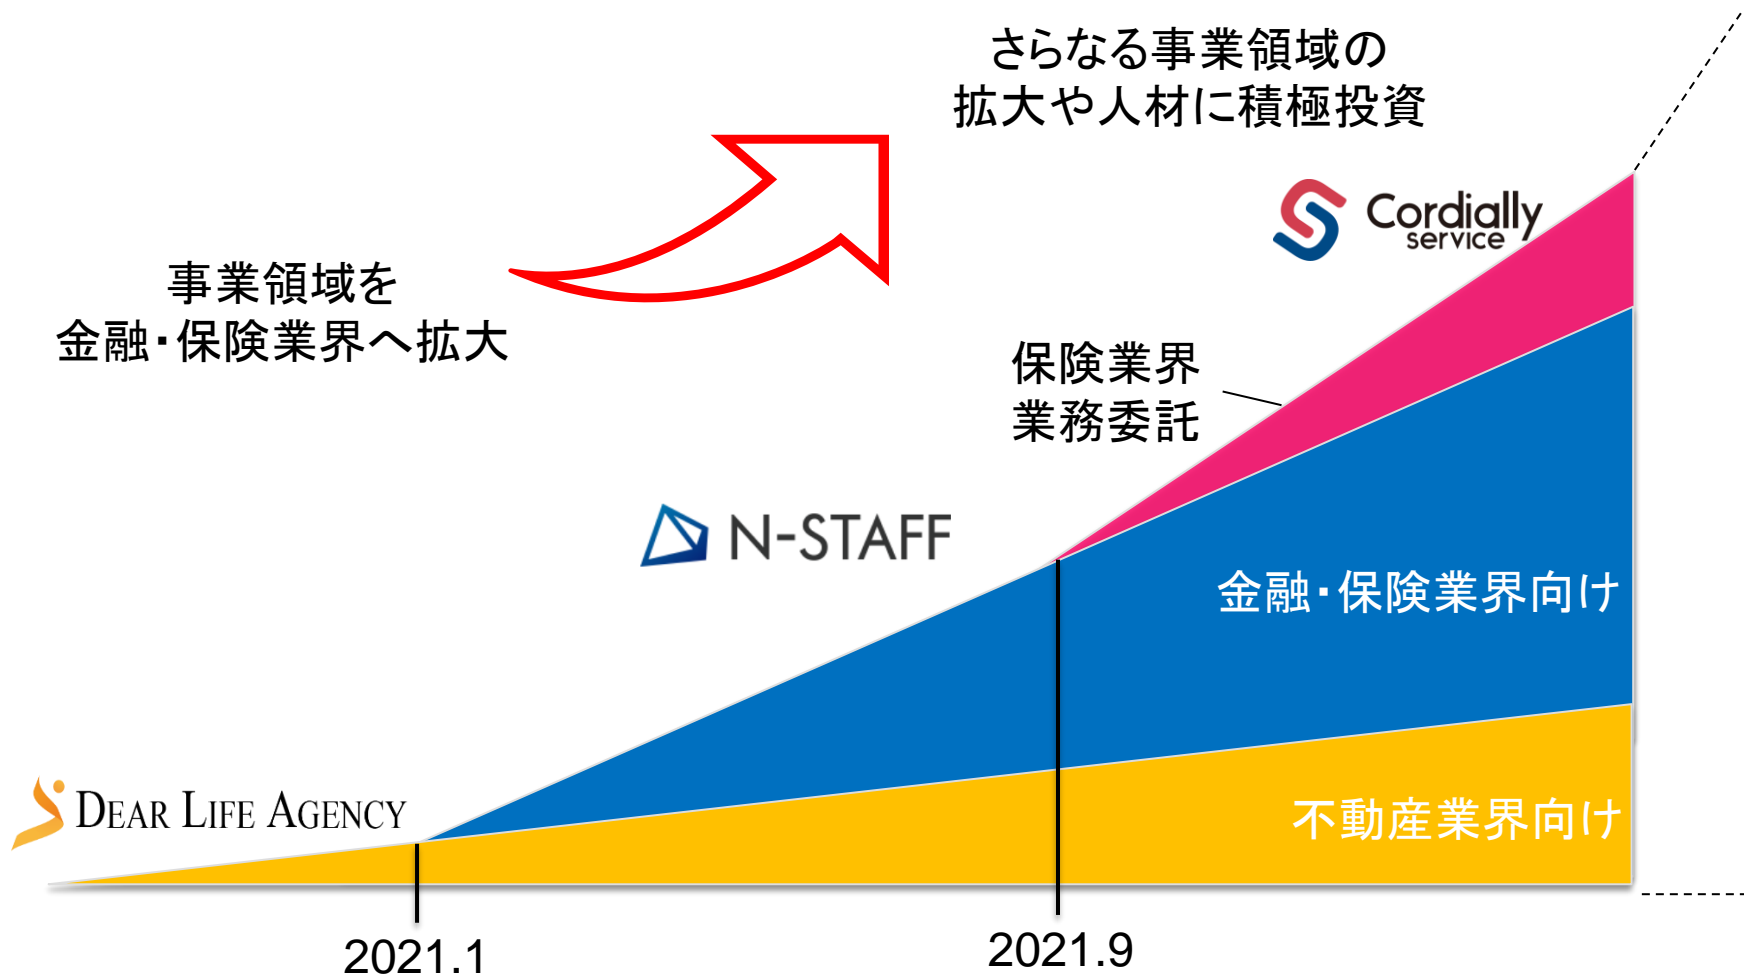 さらなる事業領域の
拡大や人材に積極投資
Cordially
service
事業領域を
金融・保険業界へ拡大
保険業界
業務委託
N-STAFF
金融・保険業界向け
DEAR LIFE AGENCY
不動産業界向け
2021.1
2021.9